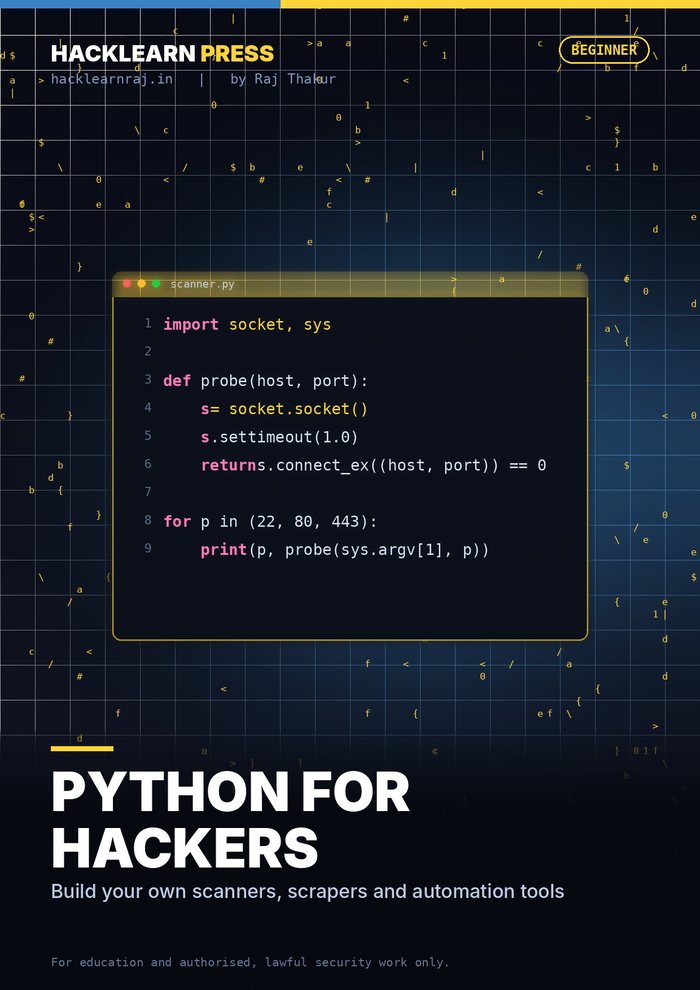 HACKLEARN PRESS
BEGINNER
hacklearnraj.in | by Raj Thakur
scanner.py
1 import socket, sys
2
3 def probe(host, port):
4 s= socket.socket()
5 s.settimeout(1.0)
6 returns.connect_ex((host, port)) == 0
7
8 for p in (22, 80, 443):
9 print(p, probe(sys.argv[1], p))
PYTHON FOR
HACKERS
Build your own scanners, scrapers and automation tools
For education and authorised, lawful security work only.